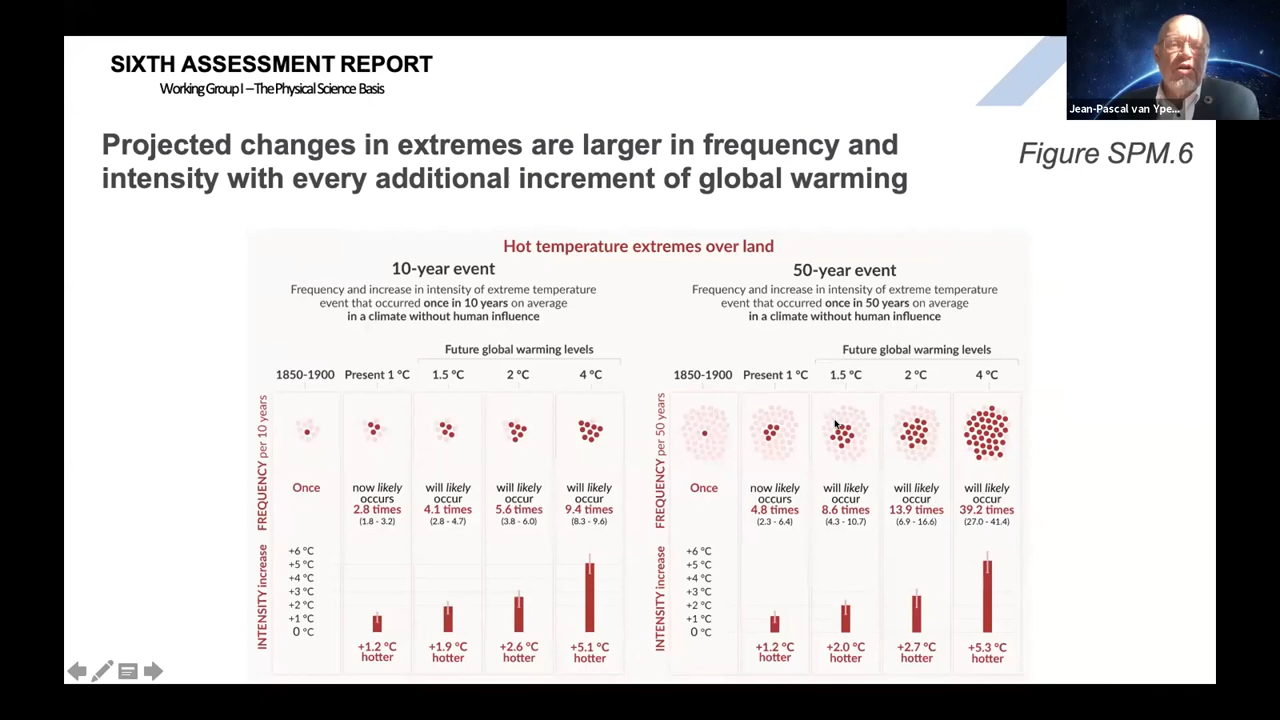 SIXTH ASSESSMENT REPORT
Working Group I – The Physical Science Basis
Jean-Pascal van Ype...
Projected changes in extremes are larger in frequency and
intensity with every additional increment of global warming
Figure SPM.6
Hot temperature extremes over land
10-year event
Frequency and increase in intensity of extreme temperature
event that occurred once in 10 years on average
in a climate without human influence
Future global warming levels
1850-1900 Present 1 °C 1.5 °C 2 °C 4 °C
FREQUENCY per 10 years
Once
now likely
occurs
2.8 times
(1.8 - 3.2)
will likely
occur
4.1 times
(2.8 - 4.7)
will likely
occur
5.6 times
(3.8 - 6.0)
will likely
occur
9.4 times
(8.3 - 9.6)
INTENSITY increase
+6 °C
+5 °C
+4 °C
+3 °C
+2 °C
+1 °C
0 °C
+1.2 °C
hotter
+1.9 °C
hotter
+2.6 °C
hotter
+5.1 °C
hotter
50-year event
Frequency and increase in intensity of extreme temperature
event that occurred once in 50 years on average
in a climate without human influence
Future global warming levels
1850-1900 Present 1 °C 1.5 °C 2 °C 4 °C
FREQUENCY per 50 years
Once
now likely
occurs
4.8 times
(2.3 - 6.4)
will likely
occur
8.6 times
(4.3 - 10.7)
will likely
occur
13.9 times
(6.9 - 16.6)
will likely
occur
39.2 times
(27.0 - 41.4)
INTENSITY increase
+6 °C
+5 °C
+4 °C
+3 °C
+2 °C
+1 °C
0 °C
+1.2 °C
hotter
+2.0 °C
hotter
+2.7 °C
hotter
+5.3 °C
hotter